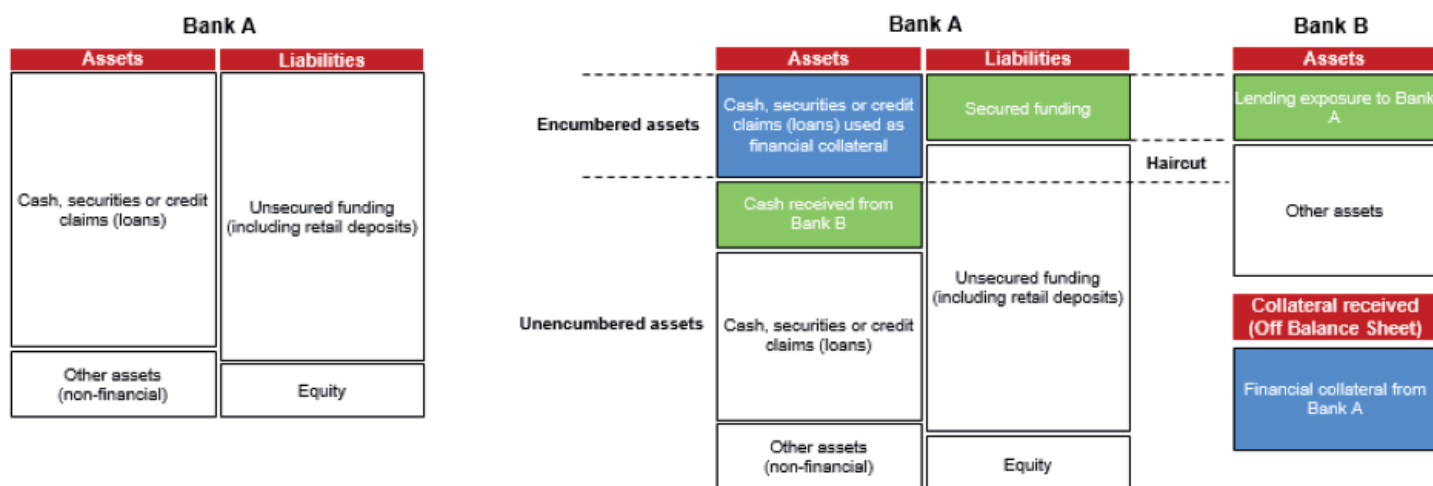 Bank A
Assets
Liabilities
Cash, securities or credit
claims (loans)
Unsecured funding
(including retail deposits)
Other assets
(non-financial)
Equity
Bank A
Assets
Liabilities
Encumbered assets
Cash, securities or credit
claims (loans) used as
financial collateral
Secured funding
Haircut
Cash received from
Bank B
Unsecured funding
(including retail deposits)
Unencumbered assets
Cash, securities or credit
claims (loans)
Other assets
(non-financial)
Equity
Bank B
Assets
Lending exposure to Bank
A
Other assets
Collateral received
(Off Balance Sheet)
Financial collateral from
Bank A